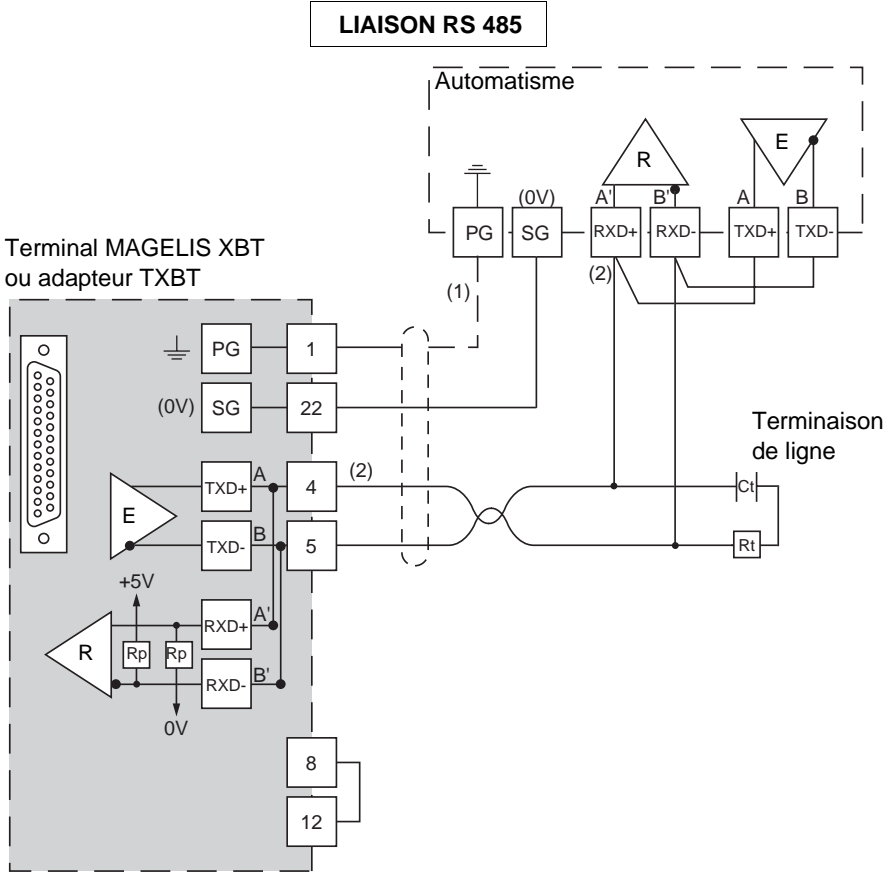 LIAISON RS 485
Automatisme
R
E
(0V)
A'
B'
A
B
PG
SG
RXD+
RXD-
TXD+
TXD-
Terminal MAGELIS XBT
ou adapteur TXBT
(1)
(2)
PG
1
(0V)
SG
22
Terminaison
de ligne
E
TXD+
A
4
(2)
Ct
TXD-
B
5
Rt
+5V
R
Rp
Rp
RXD+
A'
RXD-
B'
0V
8
12